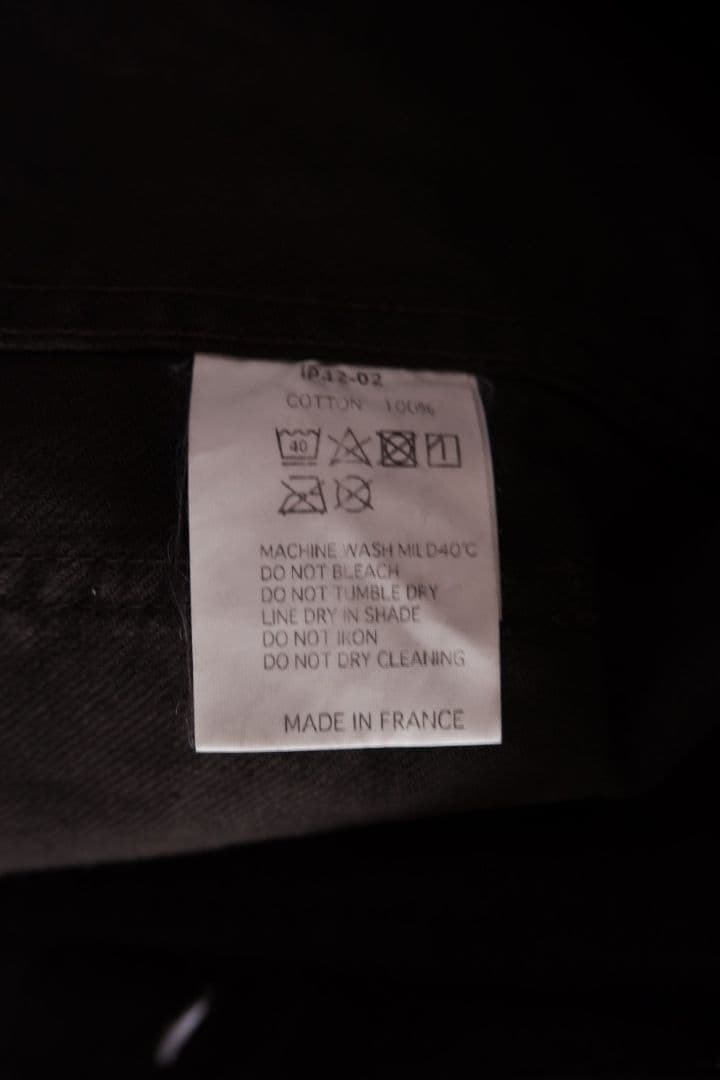 IP42-02
COTTON 100%
40
MACHINE WASH MILD40℃
DO NOT BLEACH
DO NOT TUMBLE DRY
LINE DRY IN SHADE
DO NOT IRON
DO NOT DRY CLEANING
MADE IN FRANCE